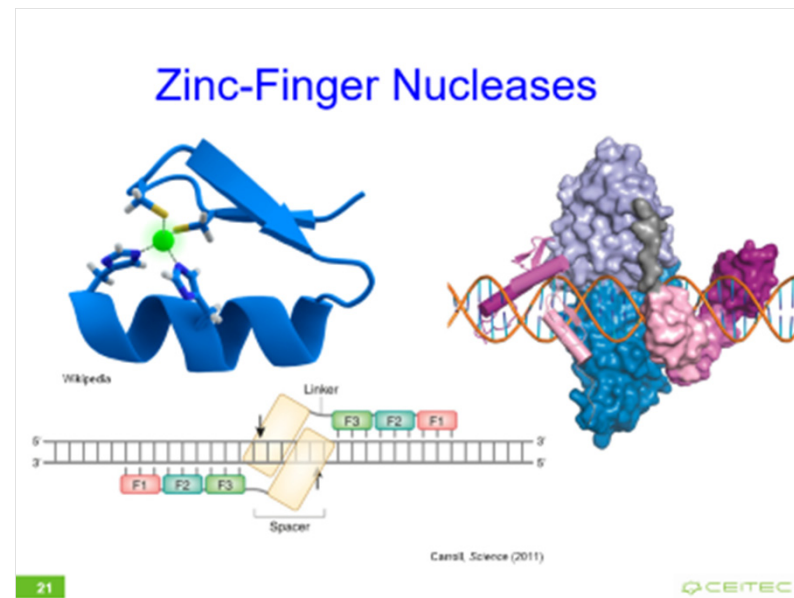 Zinc-Finger Nucleases
Wikipedia
Linker
F3 F2 F1
5' 3'
3' 5'
F1 F2 F3
Spacer
Carroll, Science (2011)
21
CEITEC